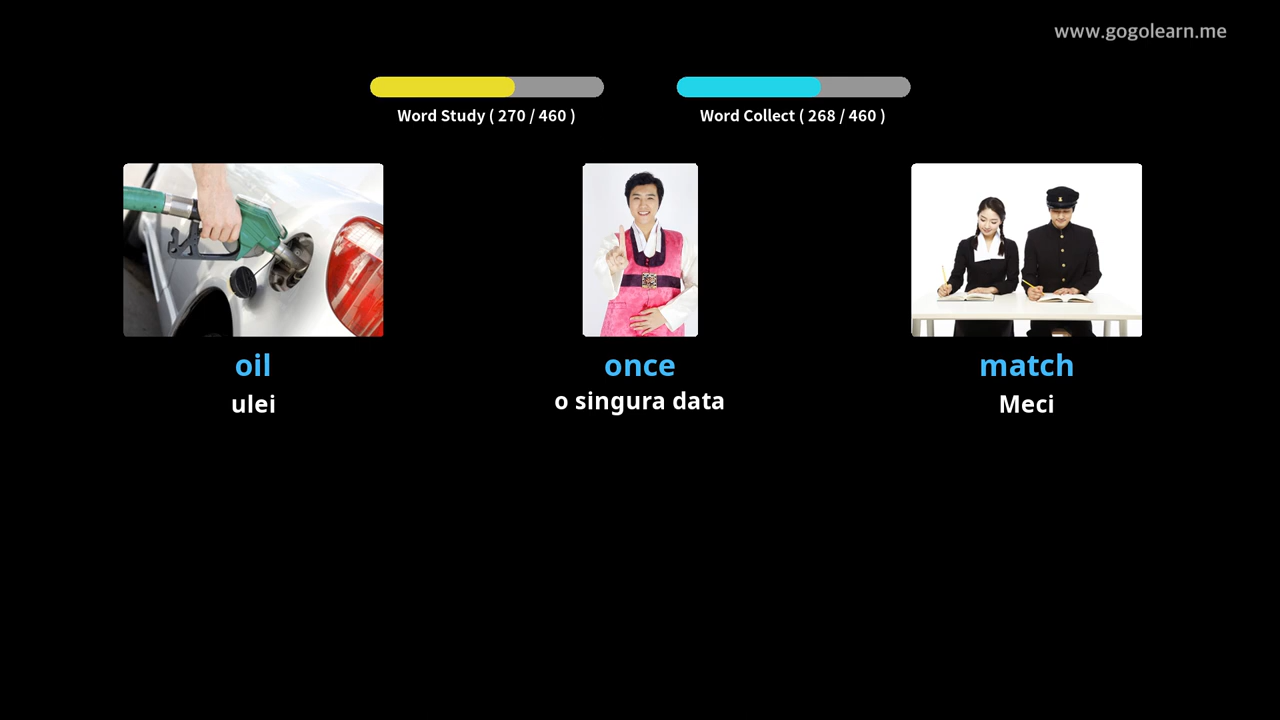 www.gogolearn.me
Word Study ( 270 / 460 )
Word Collect ( 268 / 460 )
oil
once
match
ulei
o singura data
Meci